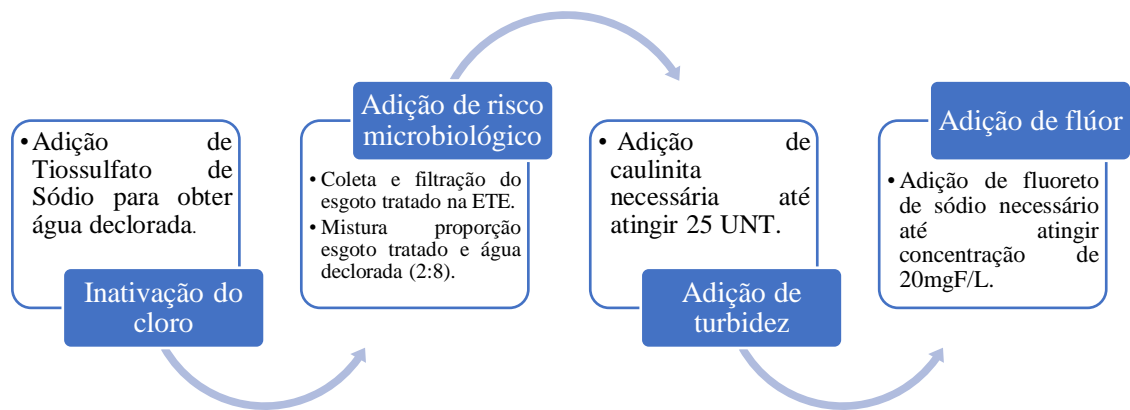 •Adição de
Tiossulfato de
Sódio para obter
água declorada.
Inativação do
cloro
Adição de risco
microbiológico
• Coleta e filtração do
esgoto tratado na ETE.
• Mistura proporção
esgoto tratado e água
declorada (2:8).
• Adição de
caulinita
necessária até
atingir 25 UNT.
Adição de
turbidez
Adição de flúor
• Adição de fluoreto
de sódio necessário
até atingir
concentração de
20mgF/L.